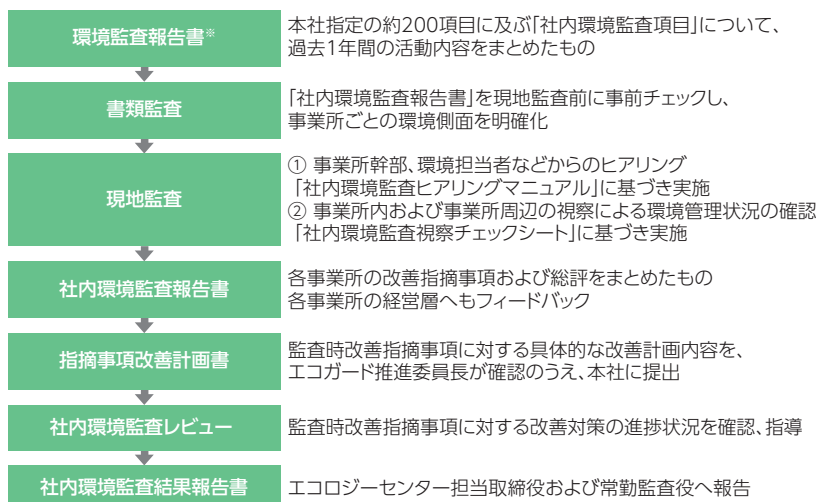 環境監査報告書※
本社指定の約200項目に及ぶ「社内環境監査項目」について、
過去1年間の活動内容をまとめたもの
書類監査
「社内環境監査報告書」を現地監査前に事前チェックし、
事業所ごとの環境側面を明確化
現地監査
① 事業所幹部、環境担当者などからのヒアリング
「社内環境監査ヒアリングマニュアル」に基づき実施
② 事業所内および事業所周辺の視察による環境管理状況の確認
「社内環境監査視察チェックシート」に基づき実施
社内環境監査報告書
各事業所の改善指摘事項および総評をまとめたもの
各事業所の経営層へもフィードバック
指摘事項改善計画書
監査時改善指摘事項に対する具体的な改善計画内容を、
エコガード推進委員長が確認のうえ、本社に提出
社内環境監査レビュー
監査時改善指摘事項に対する改善対策の進捗状況を確認、指導
社内環境監査結果報告書
エコロジーセンター担当取締役および常勤監査役へ報告